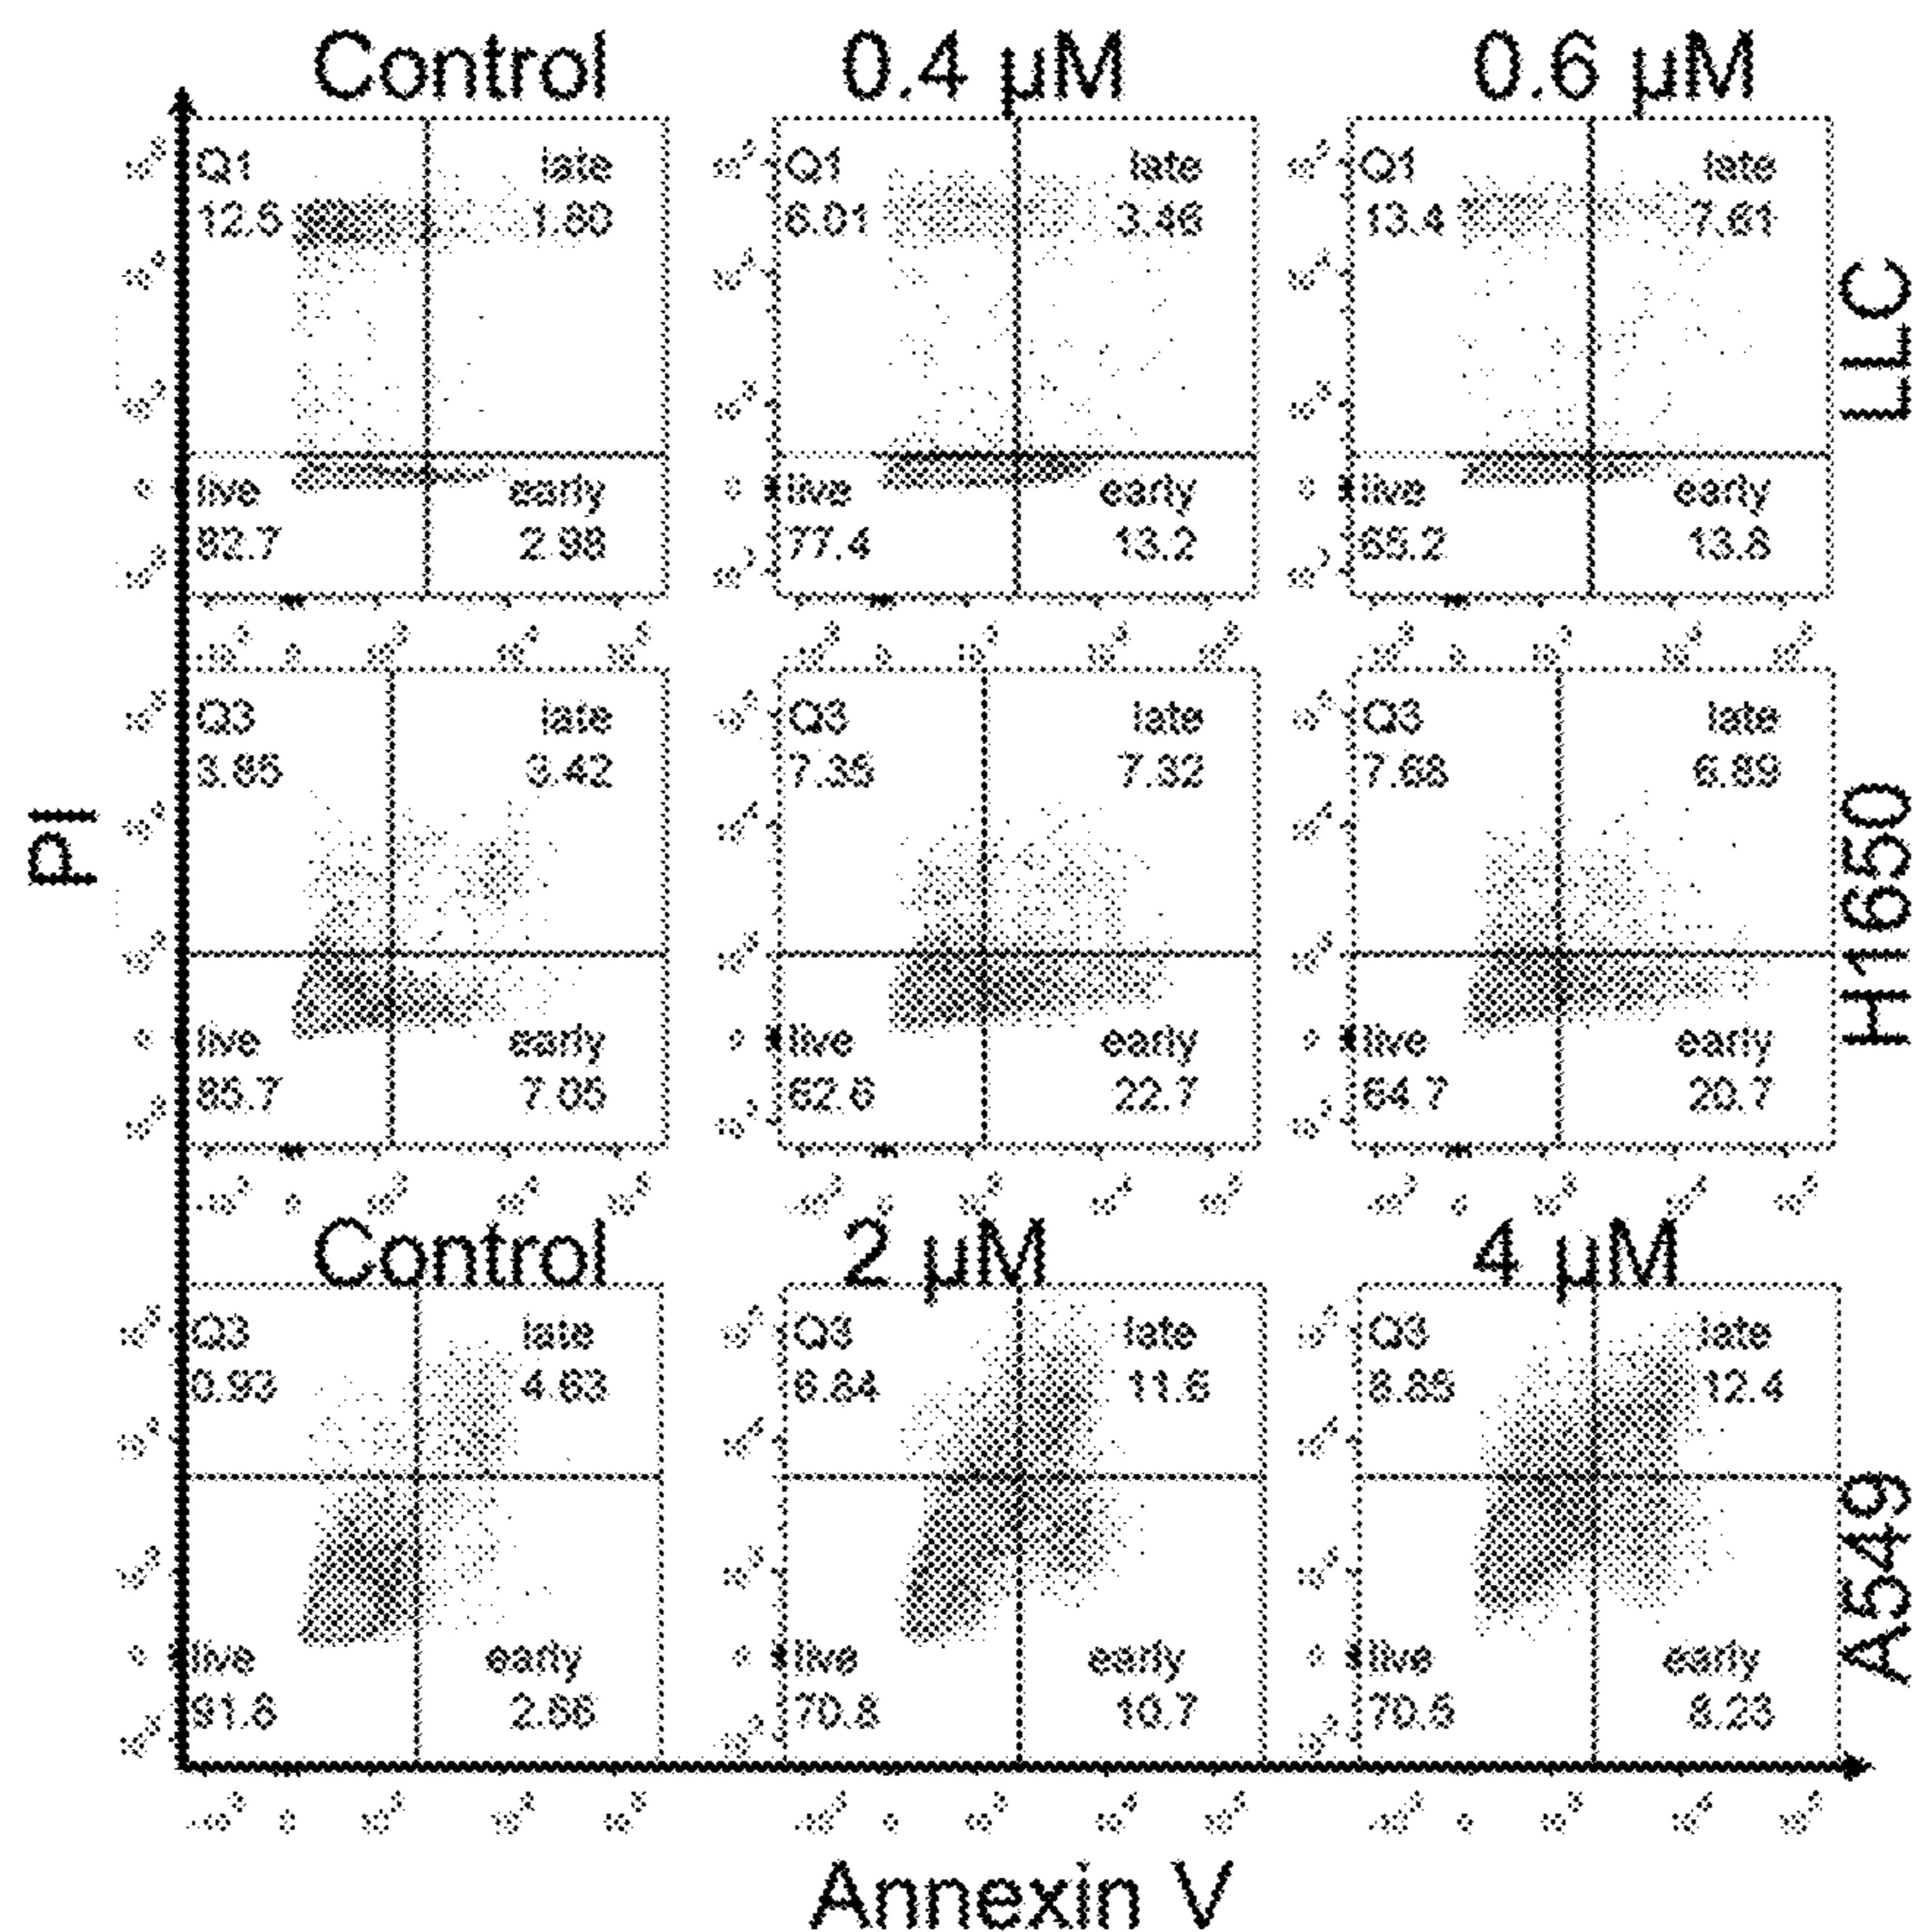 Control 0.4 µM 0.6 µM
Q1 late Q1 late Q1 late
12.5 1.80 6.01 3.46 13.4 7.61
LLC
live early live early live early
82.7 2.98 77.4 13.2 65.2 13.8
Q3 late Q3 late Q3 late
3.85 3.42 7.35 7.32 7.68 6.89
PI
H1650
live early live early live early
85.7 7.05 62.6 22.7 64.7 20.7
Control 2 µM 4 µM
Q3 late Q3 late Q3 late
0.93 4.63 6.84 11.6 8.85 12.4
A549
live early live early live early
91.6 2.86 70.8 10.7 70.5 8.23
Annexin V